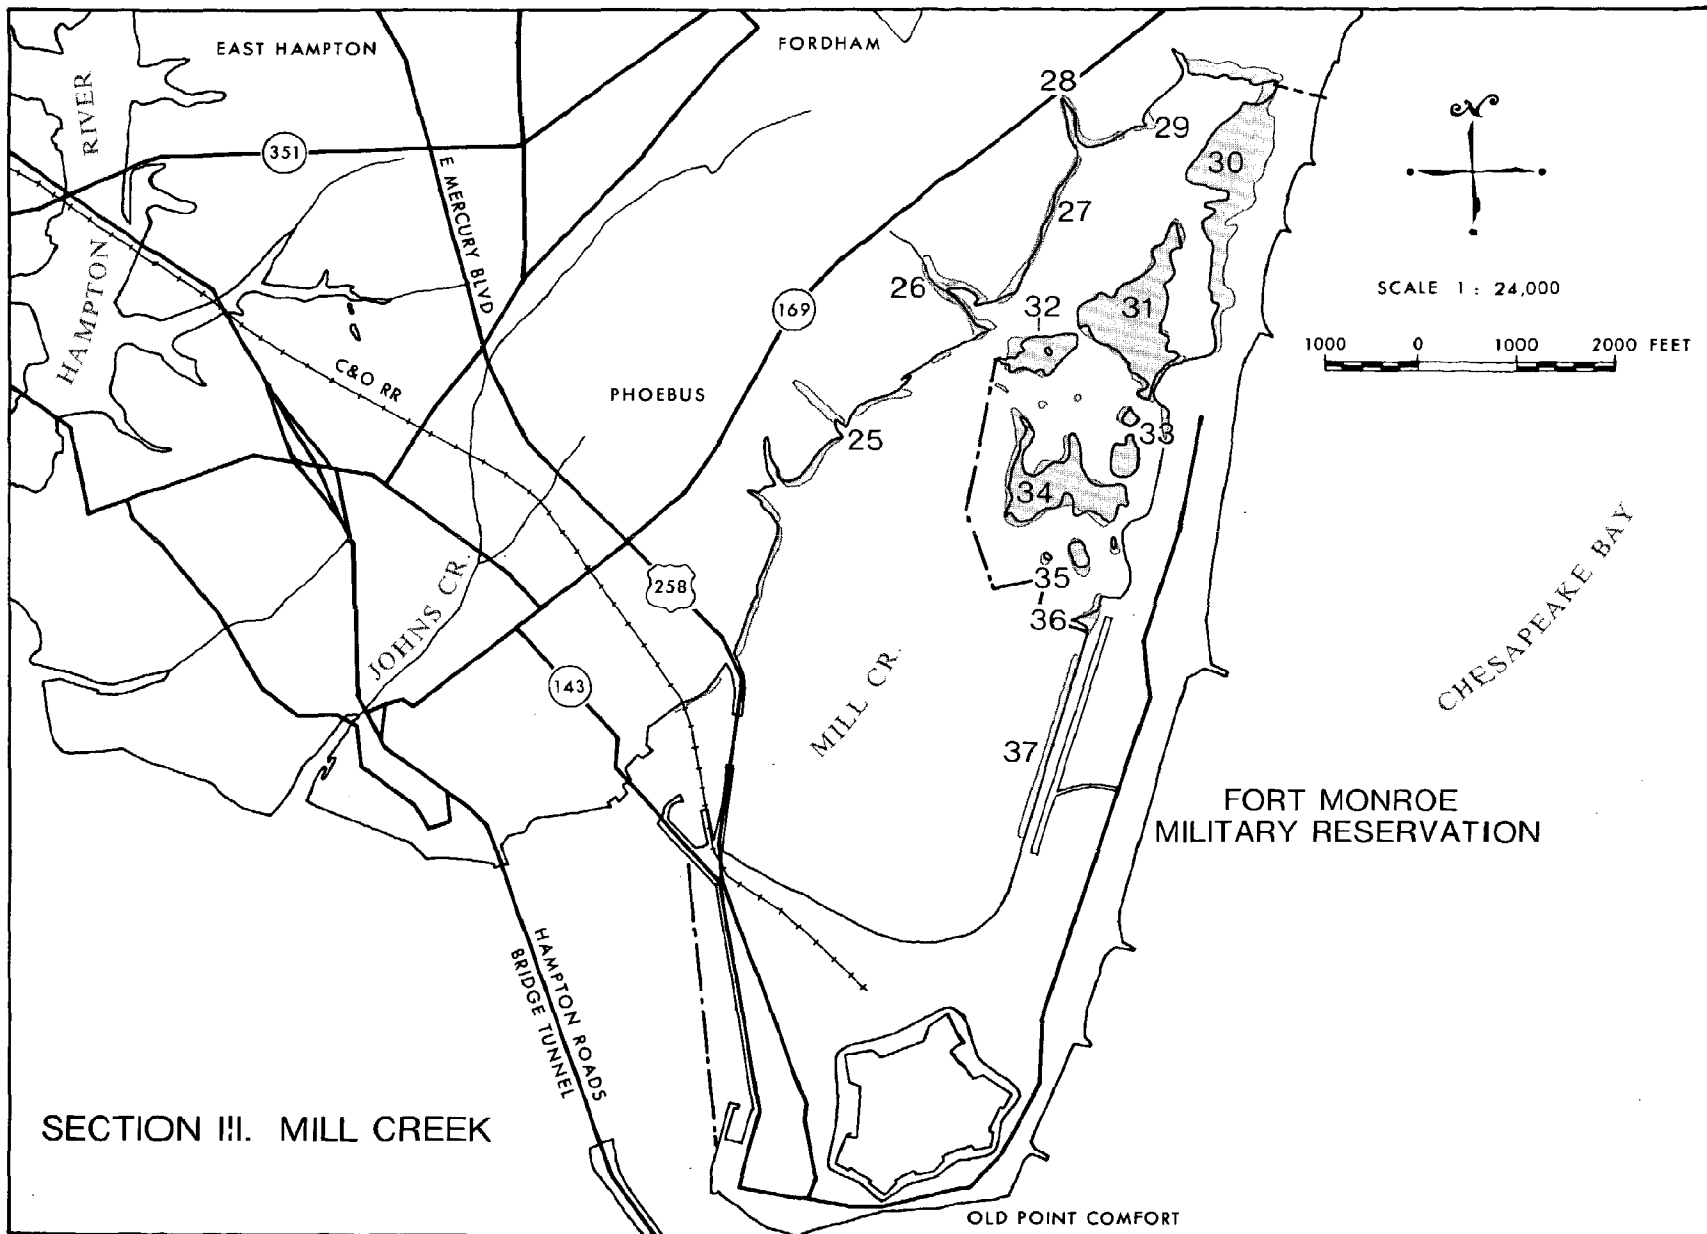 EAST HAMPTON
FORDHAM
HAMPTON RIVER
351
E MERCURY BLVD
28
29
30
27
26
32
31
N
SCALE 1 : 24,000
1000 0 1000 2000 FEET
169
C&O RR
PHOEBUS
25
33
34
35
36
258
JOHNS CR.
143
MILL CR.
37
CHESAPEAKE BAY
FORT MONROE
MILITARY RESERVATION
HAMPTON ROADS
BRIDGE TUNNEL
SECTION III. MILL CREEK
OLD POINT COMFORT